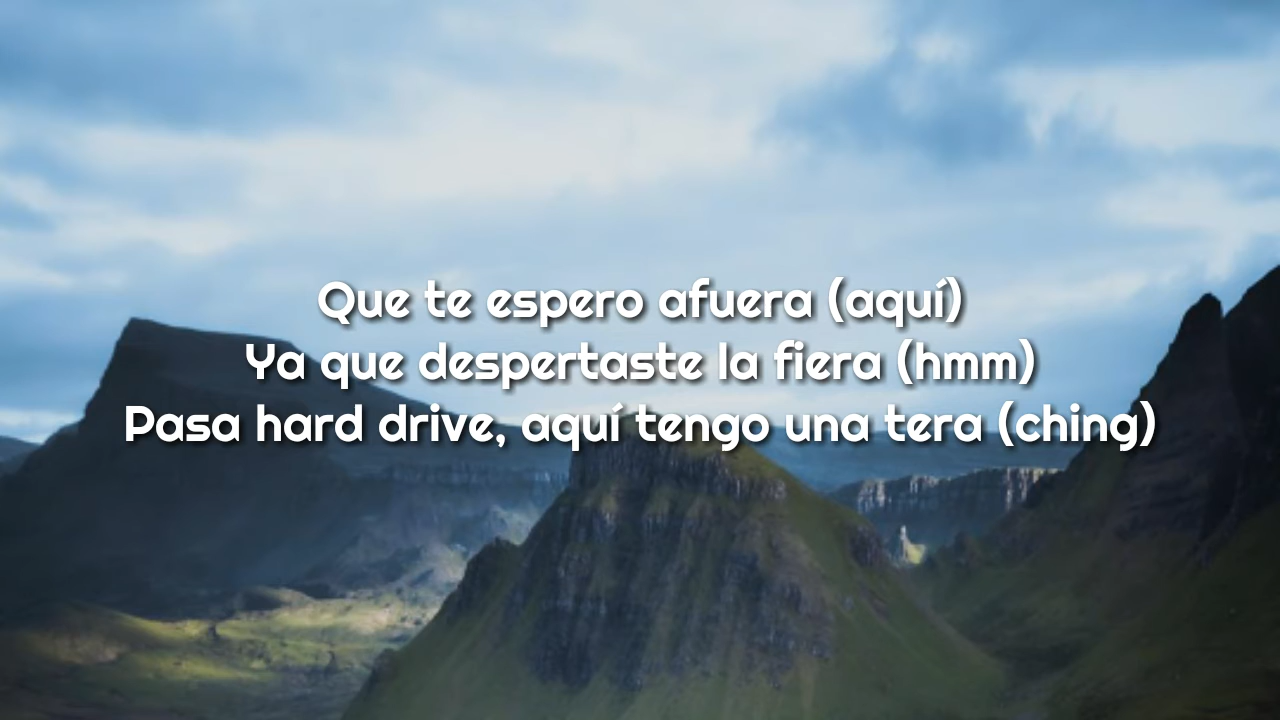 Que te espero afuera (aquí)
Ya que despertaste la fiera (hmm)
Pasa hard drive, aquí tengo una tera (ching)